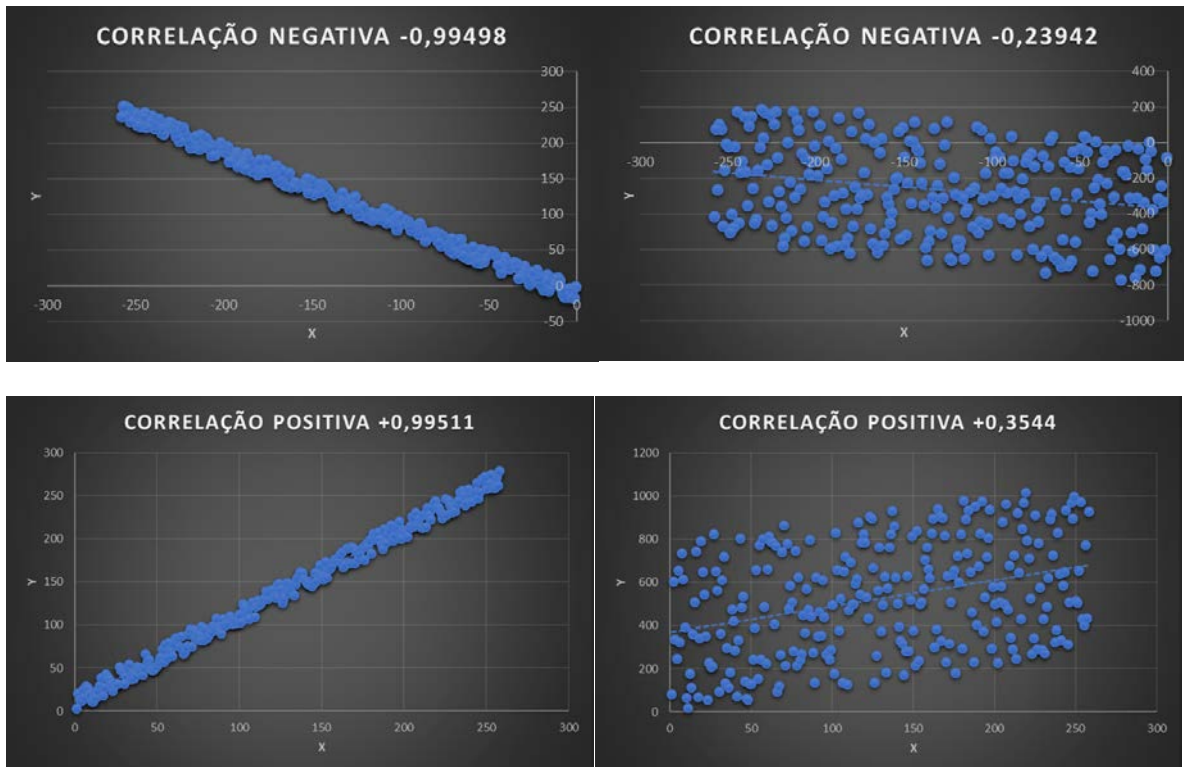 CORRELAÇÃO NEGATIVA -0,99498
300
250
200
150
100
50
0
-50
-300 -250 -200 -150 -100 -50 0
Y
X
CORRELAÇÃO NEGATIVA -0,23942
400
200
0
-200
-400
-600
-800
-1000
-300 -250 -200 -150 -100 -50 0
Y
X
CORRELAÇÃO POSITIVA +0,99511
300
250
200
150
100
50
0
0 50 100 150 200 250 300
Y
X
CORRELAÇÃO POSITIVA +0,3544
1200
1000
800
600
400
200
0
0 50 100 150 200 250 300
Y
X